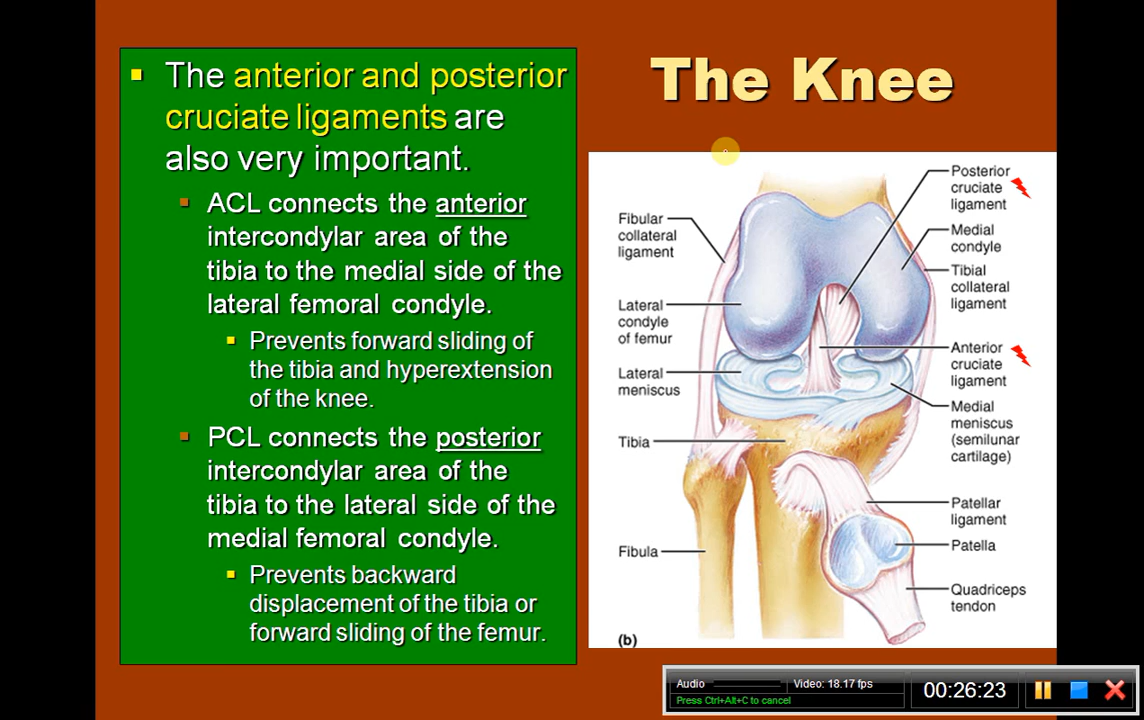 The Knee
The anterior and posterior
cruciate ligaments are
also very important.
ACL connects the anterior
intercondylar area of the
tibia to the medial side of the
lateral femoral condyle.
Prevents forward sliding of
the tibia and hyperextension
of the knee.
PCL connects the posterior
intercondylar area of the
tibia to the lateral side of the
medial femoral condyle.
Prevents backward
displacement of the tibia or
forward sliding of the femur.
Fibular
collateral
ligament
Lateral
condyle
of femur
Lateral
meniscus
Tibia
Fibula
Posterior
cruciate
ligament
Medial
condyle
Tibial
collateral
ligament
Anterior
cruciate
ligament
Medial
meniscus
(semilunar
cartilage)
Patellar
ligament
Patella
Quadriceps
tendon
(b)
Audio
Video: 18.17 fps
Press Ctrl+Alt+C to cancel
00:26:23